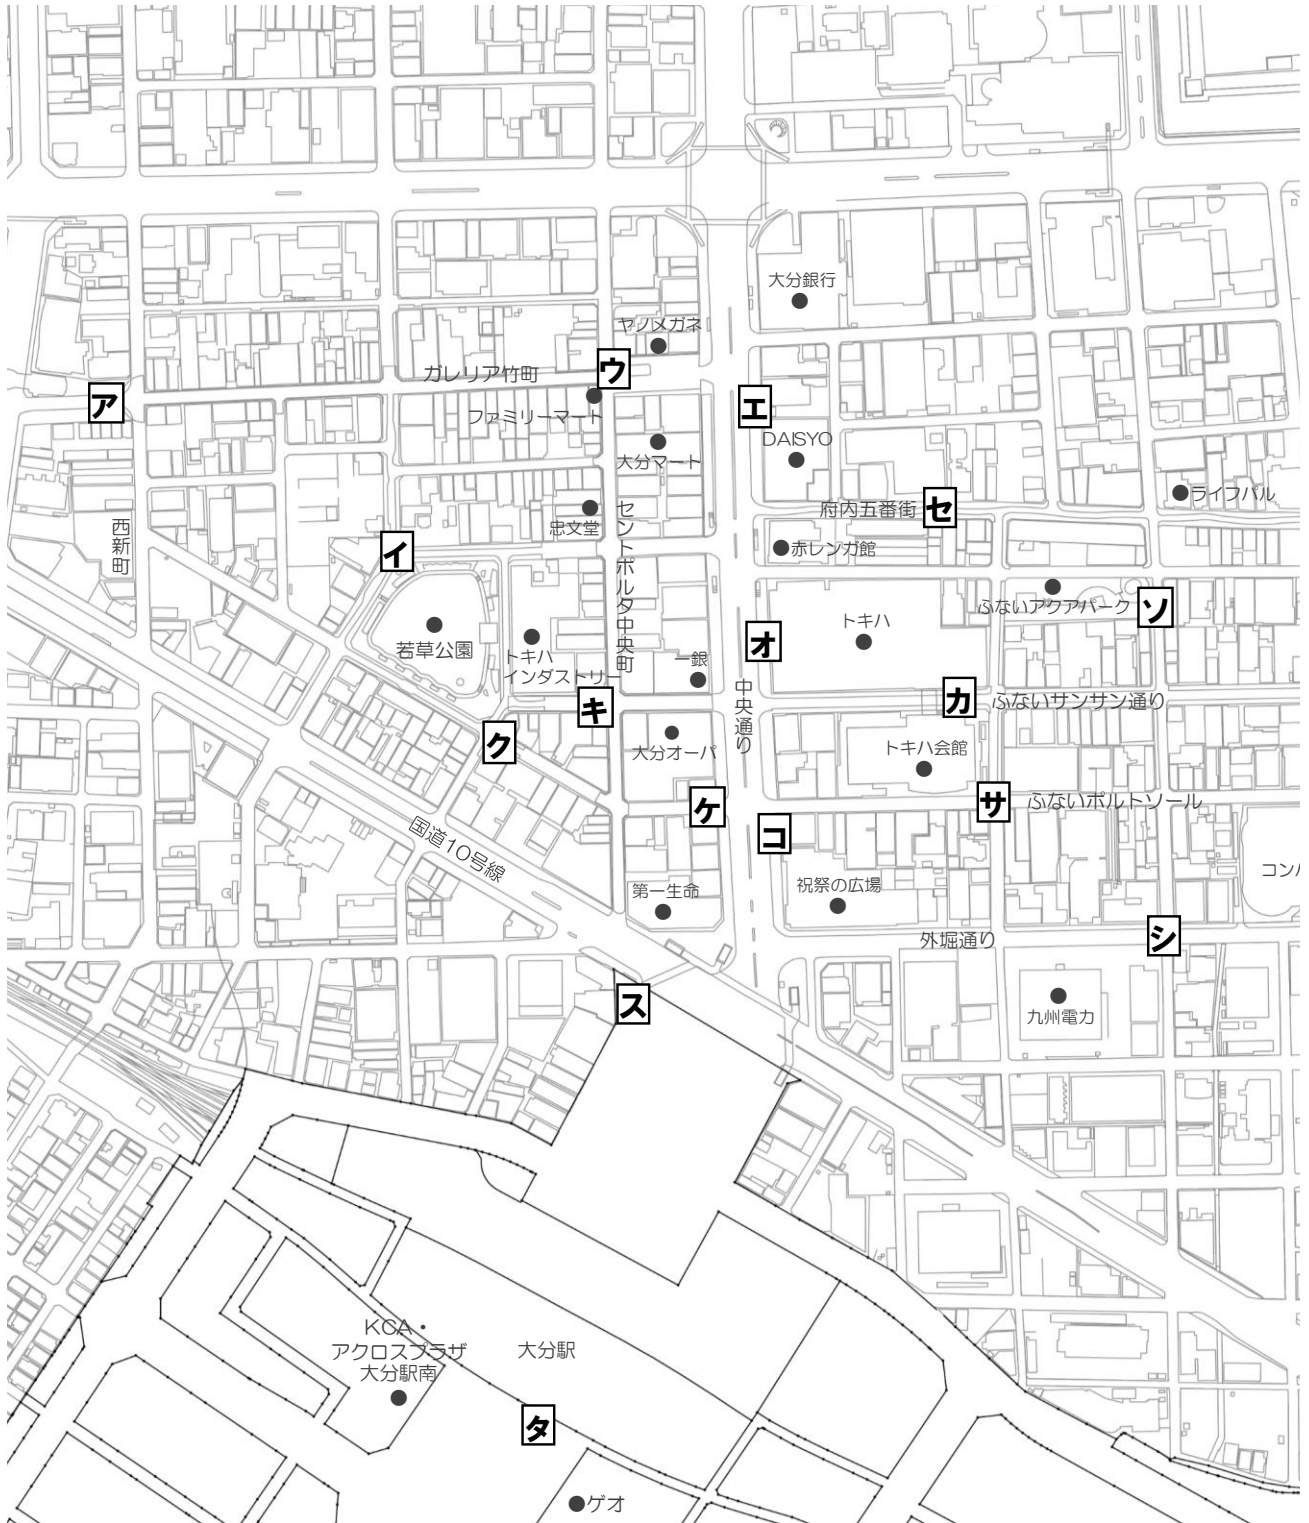 大分銀行
ヤノメガネ
ガレリア竹町
ウ
ア
エ
ファミリーマート
DAISYO
大分マート
府内五番街
セ
ライフパル
忠文堂
西新町
イ
赤レンガ館
セントポルタ中央町
ふないアクアパーク
ソ
トキハ
オ
若草公園
トキハ
インダストリー
一銀
中央通り
カ
ふないサンサン通り
キ
ク
大分オーパ
トキハ会館
ケ
サ
ふないポルトソール
コ
国道10号線
第一生命
祝祭の広場
コンパ
外堀通り
シ
ス
九州電力
KCA・
アクロスプラザ
大分駅南
大分駅
タ
ゲオ